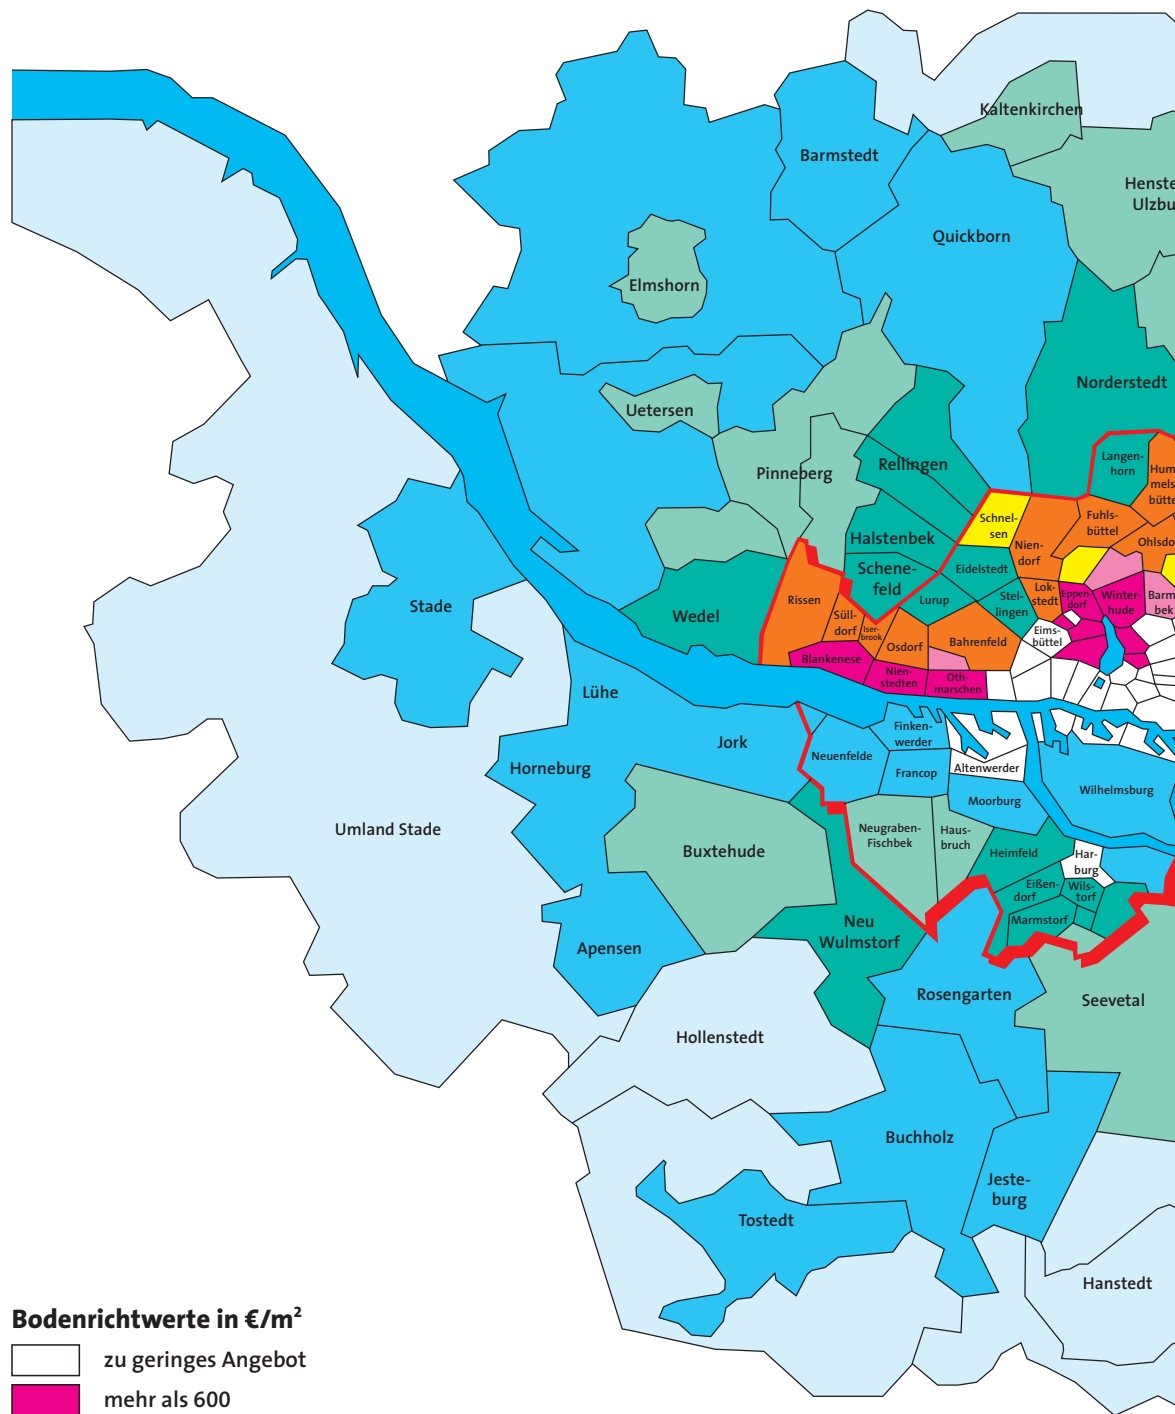 Kaltenkirchen
Barmstedt
Henste
Ulzbu
Quickborn
Elmshorn
Norderstedt
Uetersen
Langen-
horn
Hum
mels
bütte
Pinneberg
Rellingen
Schnel-
sen
Fuhls-
büttel
Halstenbek
Nien-
dorf
Ohlsdo
Schene-
feld
Eidelstedt
Stade
Wedel
Rissen
Lurup
Stel-
lingen
Lok-
stedt
Eppen-
dorf
Winter-
hude
Barm
bek
Süll-
dorf
Iser-
brook
Osdorf
Bahrenfeld
Eims-
büttel
Blankenese
Nien-
stedten
Oth-
marschen
Lühe
Jork
Finken-
werder
Horneburg
Neuenfelde
Francop
Altenwerder
Wilhelmsburg
Moorburg
Umland Stade
Buxtehude
Neugraben-
Fischbek
Haus-
bruch
Heimfeld
Har-
burg
Eißen-
dorf
Wils-
torf
Neu
Wulmstorf
Marmstorf
Apensen
Rosengarten
Seevetal
Hollenstedt
Buchholz
Jeste-
burg
Tostedt
Hanstedt
Bodenrichtwerte in €/m²
zu geringes Angebot
mehr als 600